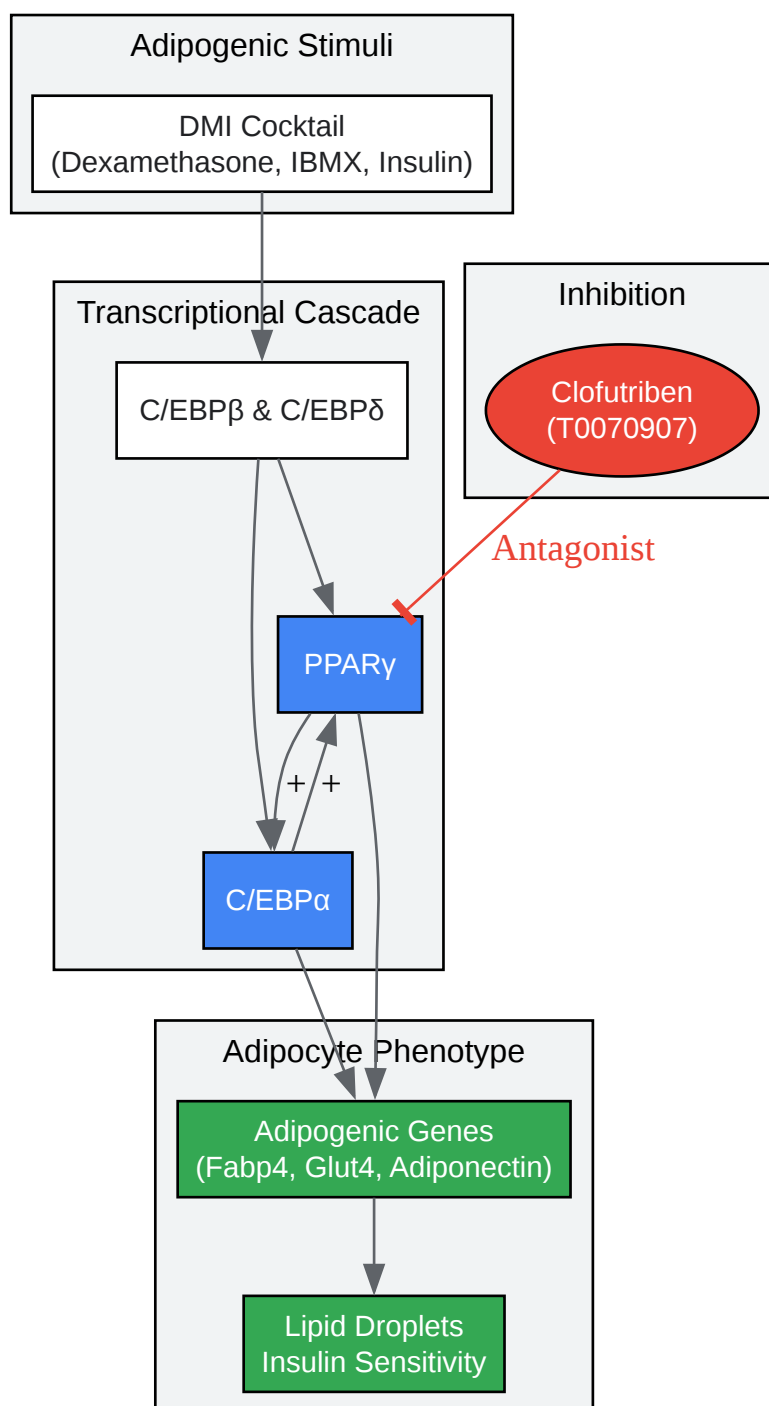 Adipogenic Stimuli
DMI Cocktail
(Dexamethasone, IBMX, Insulin)
Transcriptional Cascade
Inhibition
C/EBPβ & C/EBPδ
Clofutriben
(T0070907)
Antagonist
PPARγ
+ +
C/EBPα
Adipocyte Phenotype
Adipogenic Genes
(Fabp4, Glut4, Adiponectin)
Lipid Droplets
Insulin Sensitivity